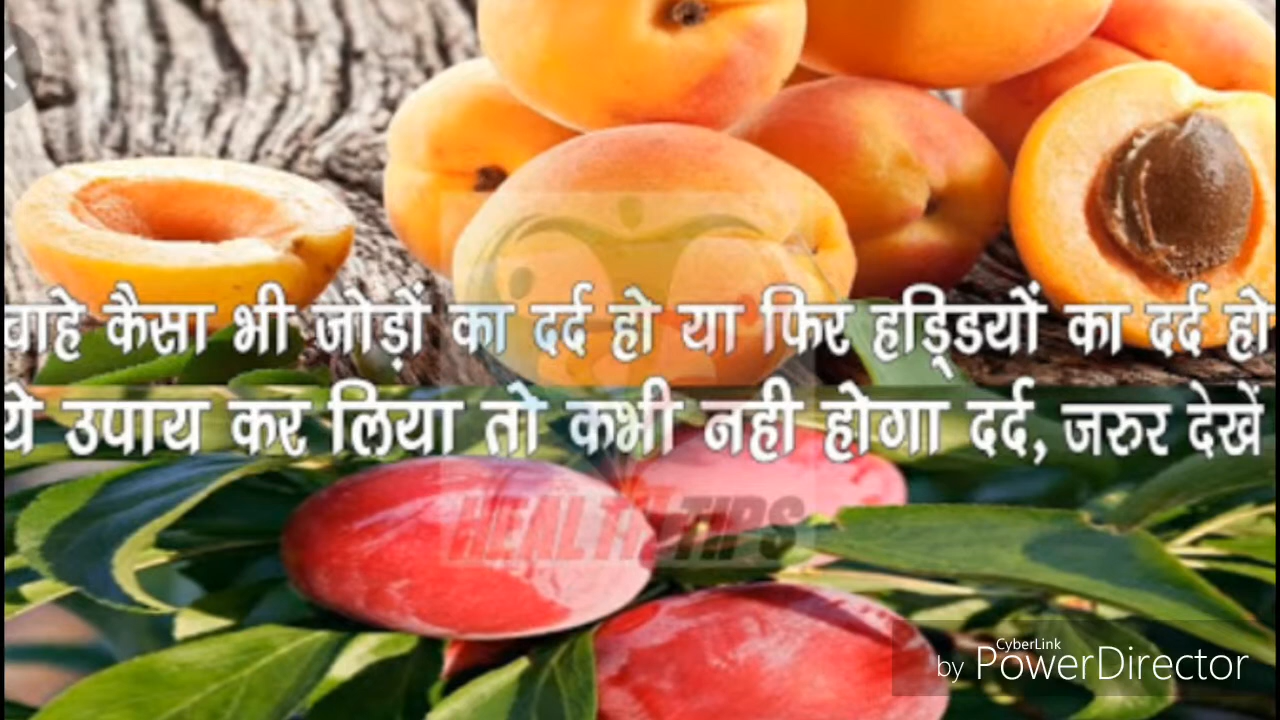 चाहे कैसा भी जोड़ों का दर्द हो या फिर हड्डियों का दर्द हो
ये उपाय कर लिया तो कभी नही होगा दर्द, जरुर देखें
HEALTH TIPS
CyberLink
by PowerDirector